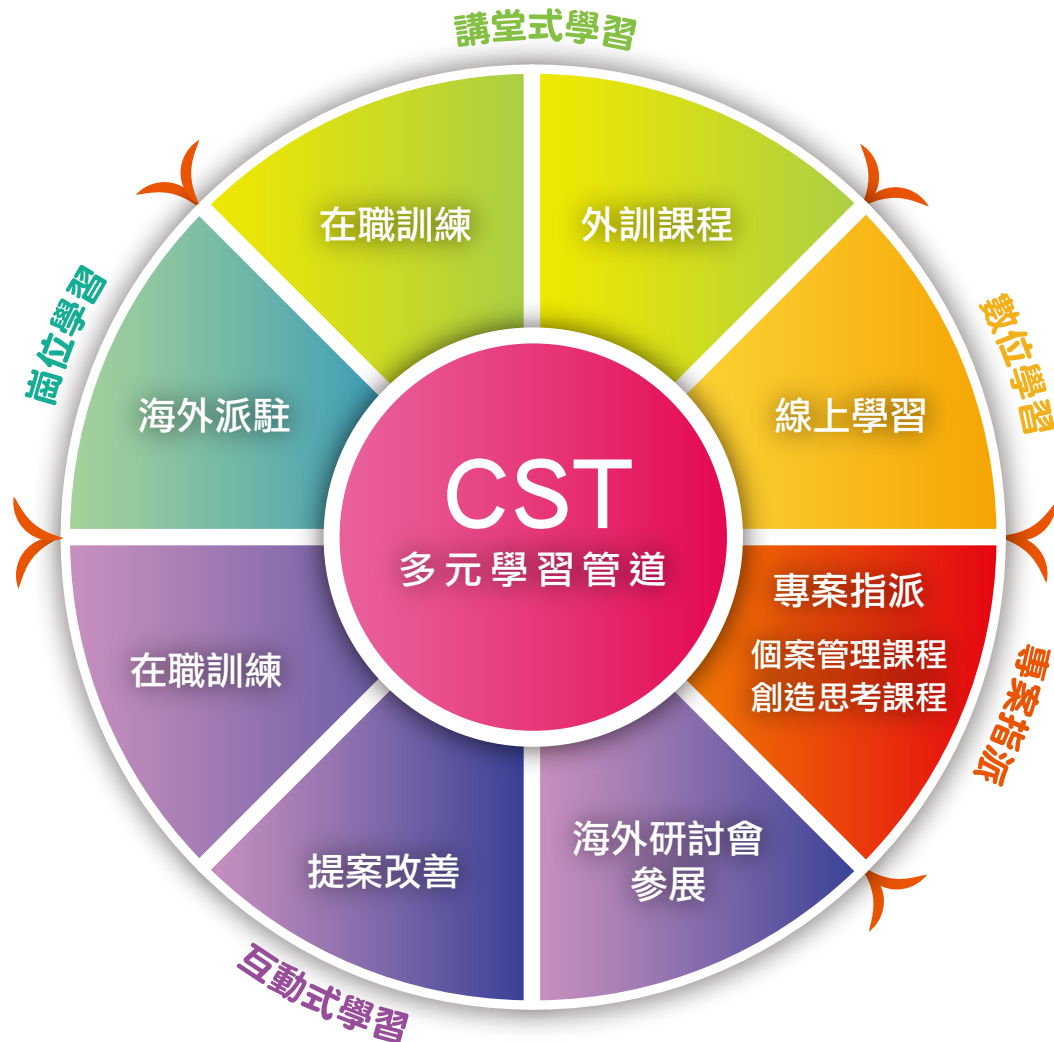 講堂式學習
在職訓練
外訓課程
崗位學習
數位學習
海外派駐
線上學習
CST
多元學習管道
專案指派
個案管理課程
創造思考課程
專案指派
在職訓練
提案改善
海外研討會
參展
互動式學習